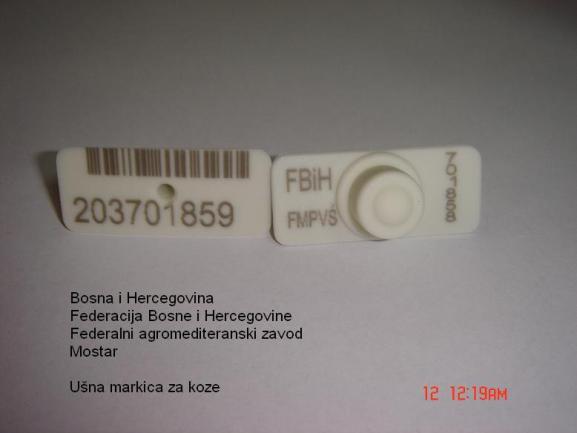 203701859
FBiH
FMPVŠ
701868
Bosna i Hercegovina
Federacija Bosne i Hercegovine
Federalni agromediteranski zavod
Mostar
Ušna markica za koze
12 12:19AM